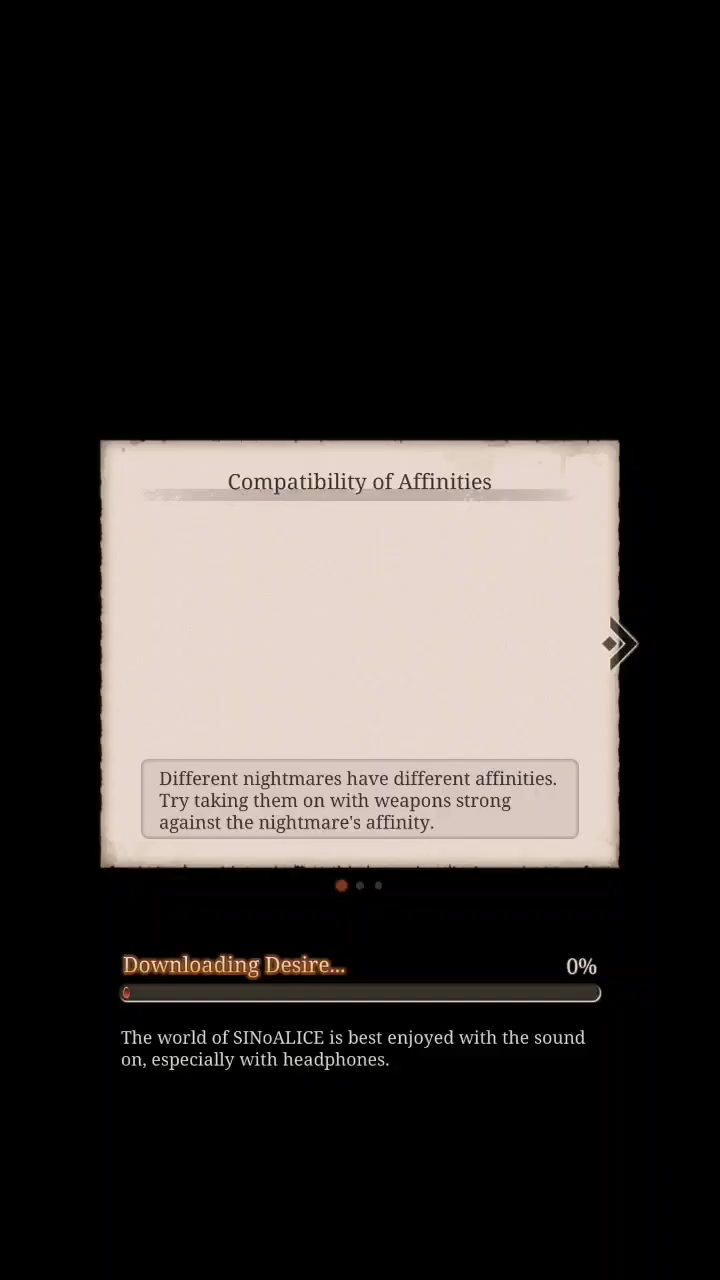 Compatibility of Affinities
Different nightmares have different affinities.
Try taking them on with weapons strong
against the nightmare's affinity.
Downloading Desire...
0%
The world of SINoALICE is best enjoyed with the sound
on, especially with headphones.